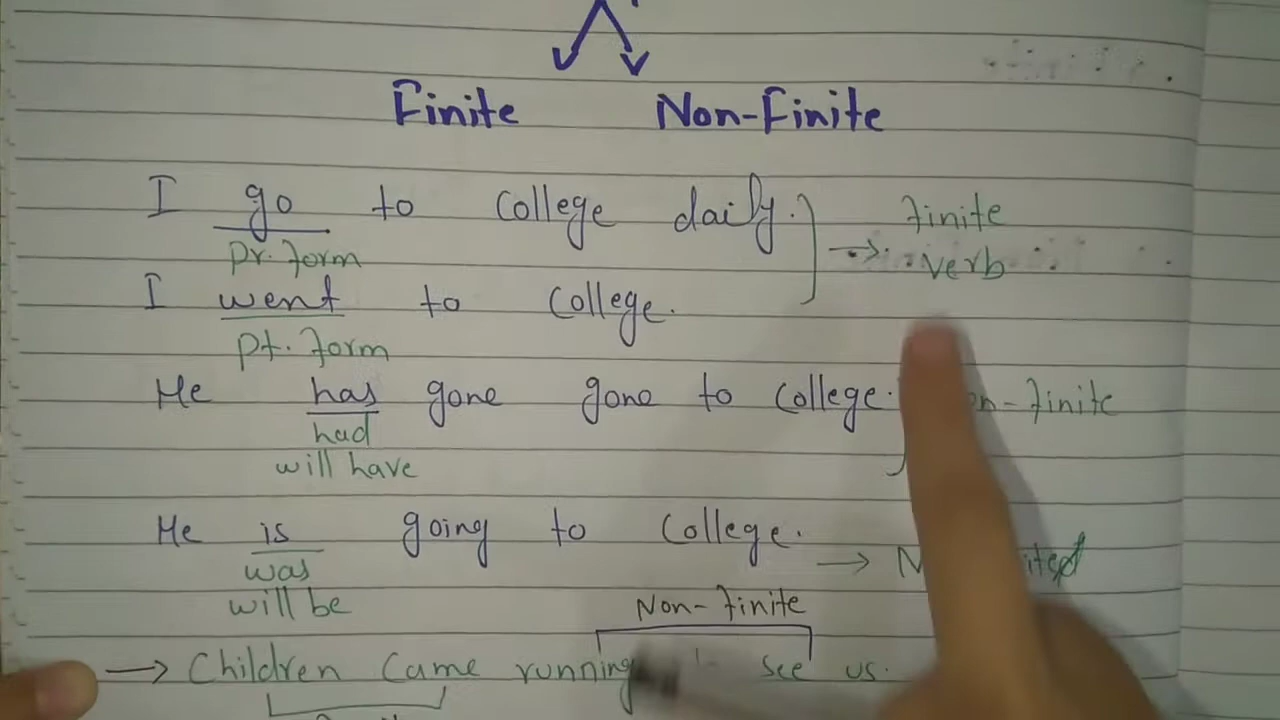 Finite Non-Finite
I go to College daily. → finite
Pr. form verb
I went to College.
Pt. form
He has gone gone to College. -finite
had
will have
He is going to College. →
was
will be Non-finite
→ Children Came running see us.